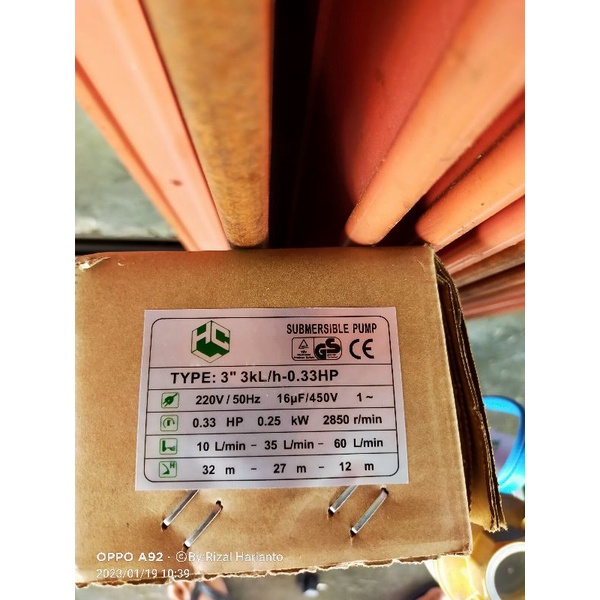 SUBMERSIBLE PUMP
GS CE
TYPE: 3" 3kL/h-0.33HP
220V / 50Hz 16µF/450V 1~
0.33 HP 0.25 kW 2850 r/min
10 L/min - 35 L/min - 60 L/min
H 32 m - 27 m - 12 m
OPPO A92 · ©By Rizal Harianto
2023/01/19 10:39